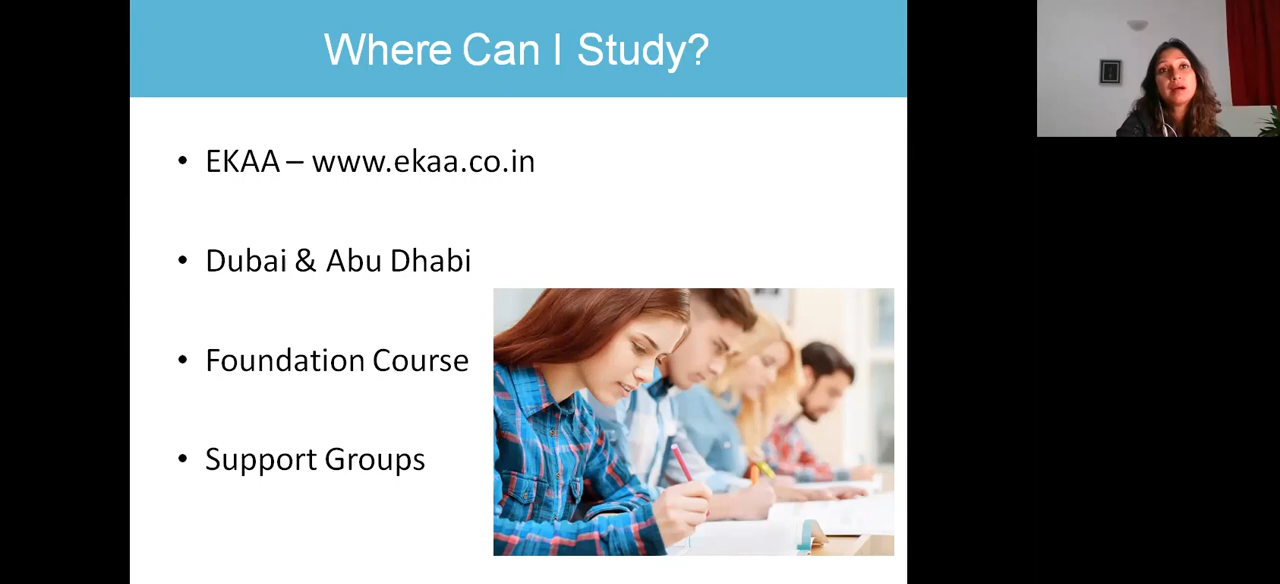 Where Can I Study?
• EKAA – www.ekaa.co.in
• Dubai & Abu Dhabi
• Foundation Course
• Support Groups